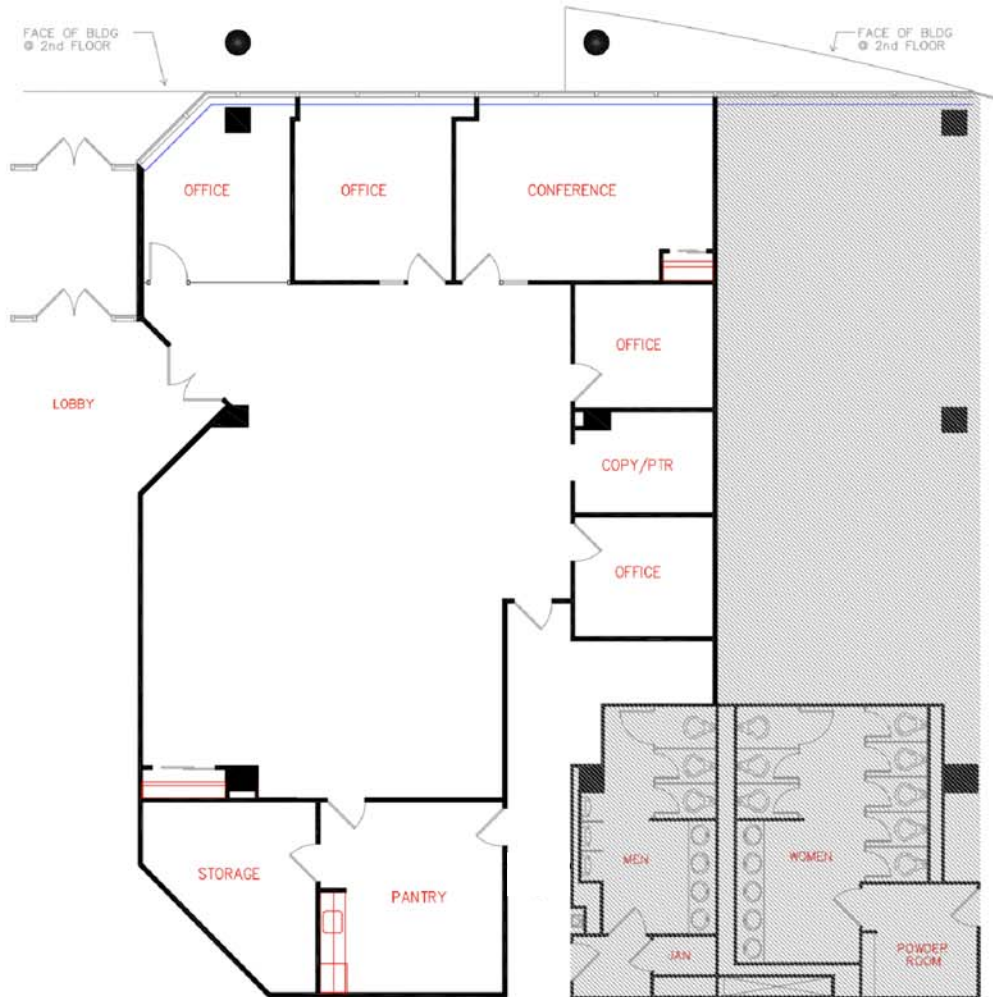 FACE OF BLDG
@ 2nd FLOOR
FACE OF BLDG
@ 2nd FLOOR
OFFICE
OFFICE
CONFERENCE
OFFICE
LOBBY
COPY/PTR
OFFICE
STORAGE
PANTRY
MEN
WOMEN
JAN
POWDER
ROOM